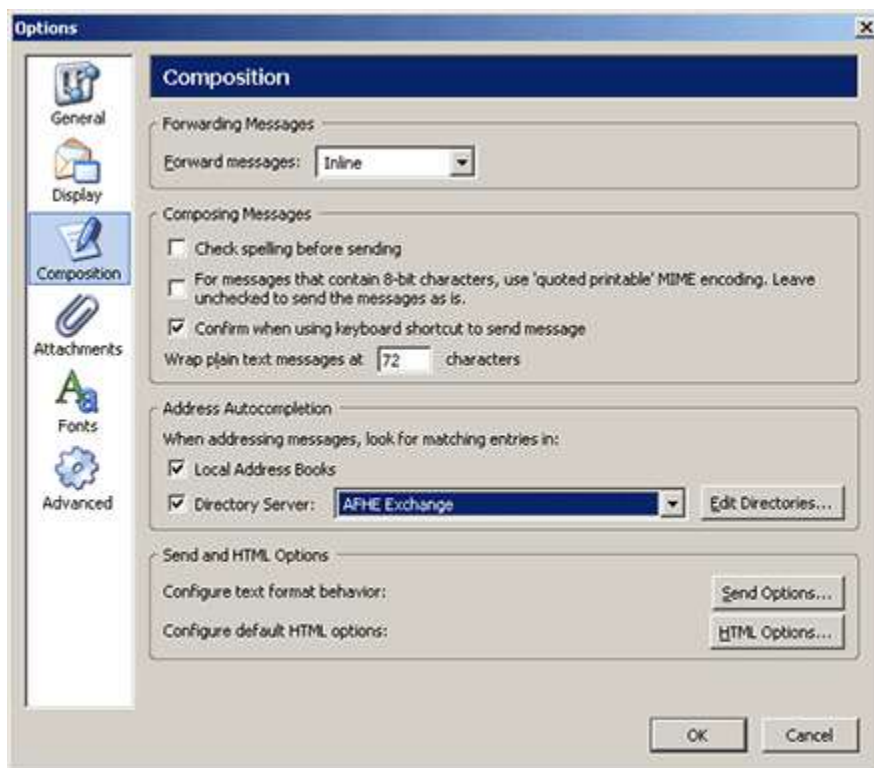 Options
General
Display
Composition
Attachments
Fonts
Advanced
Composition
Forwarding Messages
Forward messages: Inline
Composing Messages
Check spelling before sending
For messages that contain 8-bit characters, use 'quoted printable' MIME encoding. Leave
unchecked to send the messages as is.
Confirm when using keyboard shortcut to send message
Wrap plain text messages at 72 characters
Address Autocompletion
When addressing messages, look for matching entries in:
Local Address Books
Directory Server: AFHE Exchange Edit Directories...
Send and HTML Options
Configure text format behavior: Send Options...
Configure default HTML options: HTML Options...
OK Cancel